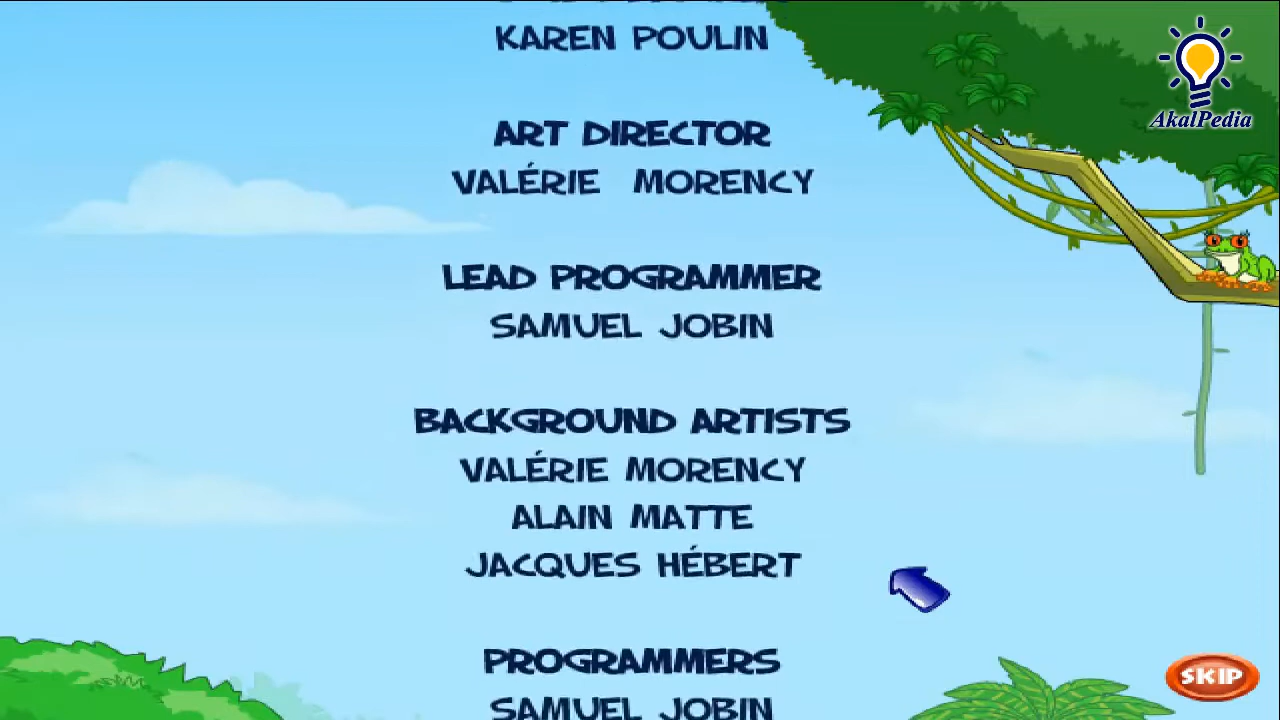 KAREN POULIN
ART DIRECTOR
VALÉRIE MORENCY
LEAD PROGRAMMER
SAMUEL JOBIN
BACKGROUND ARTISTS
VALÉRIE MORENCY
ALAIN MATTE
JACQUES HÉBERT
PROGRAMMERS
SAMUEL JOBIN
AkalPedia
SKIP